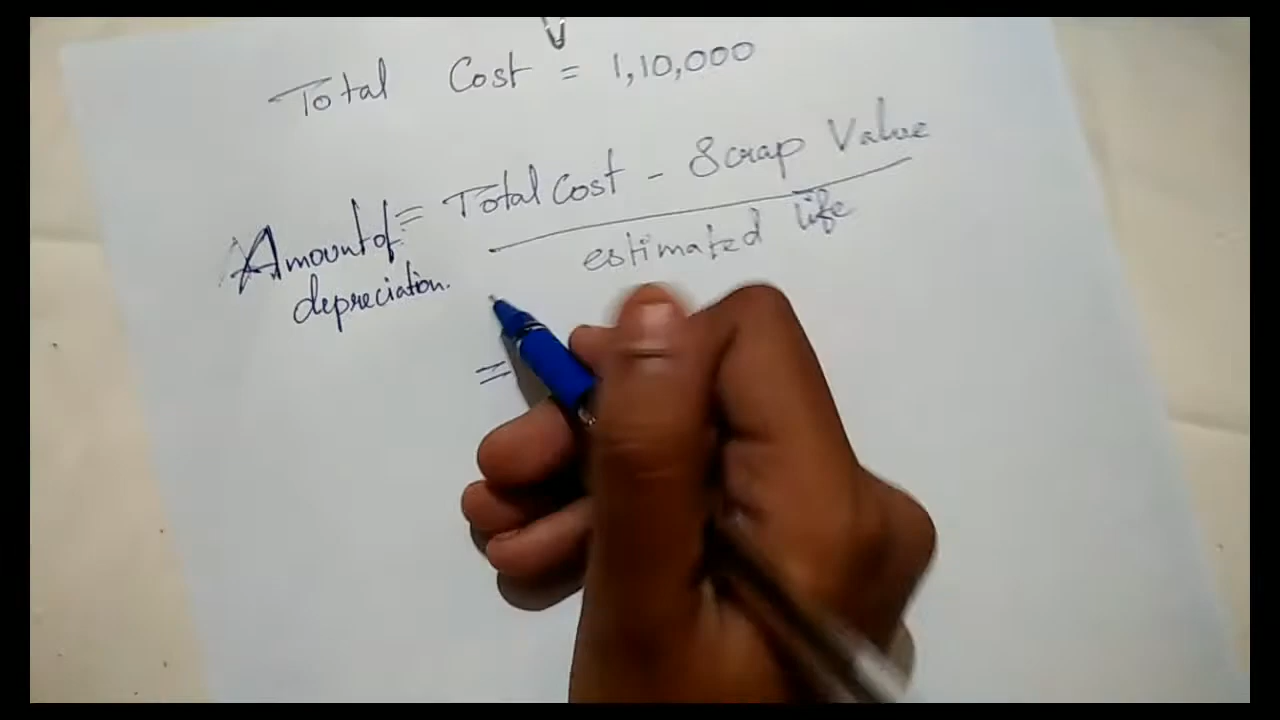 Total Cost = 1,10,000
Amount of = Total Cost - Scrap Value
depreciation. estimated life
=